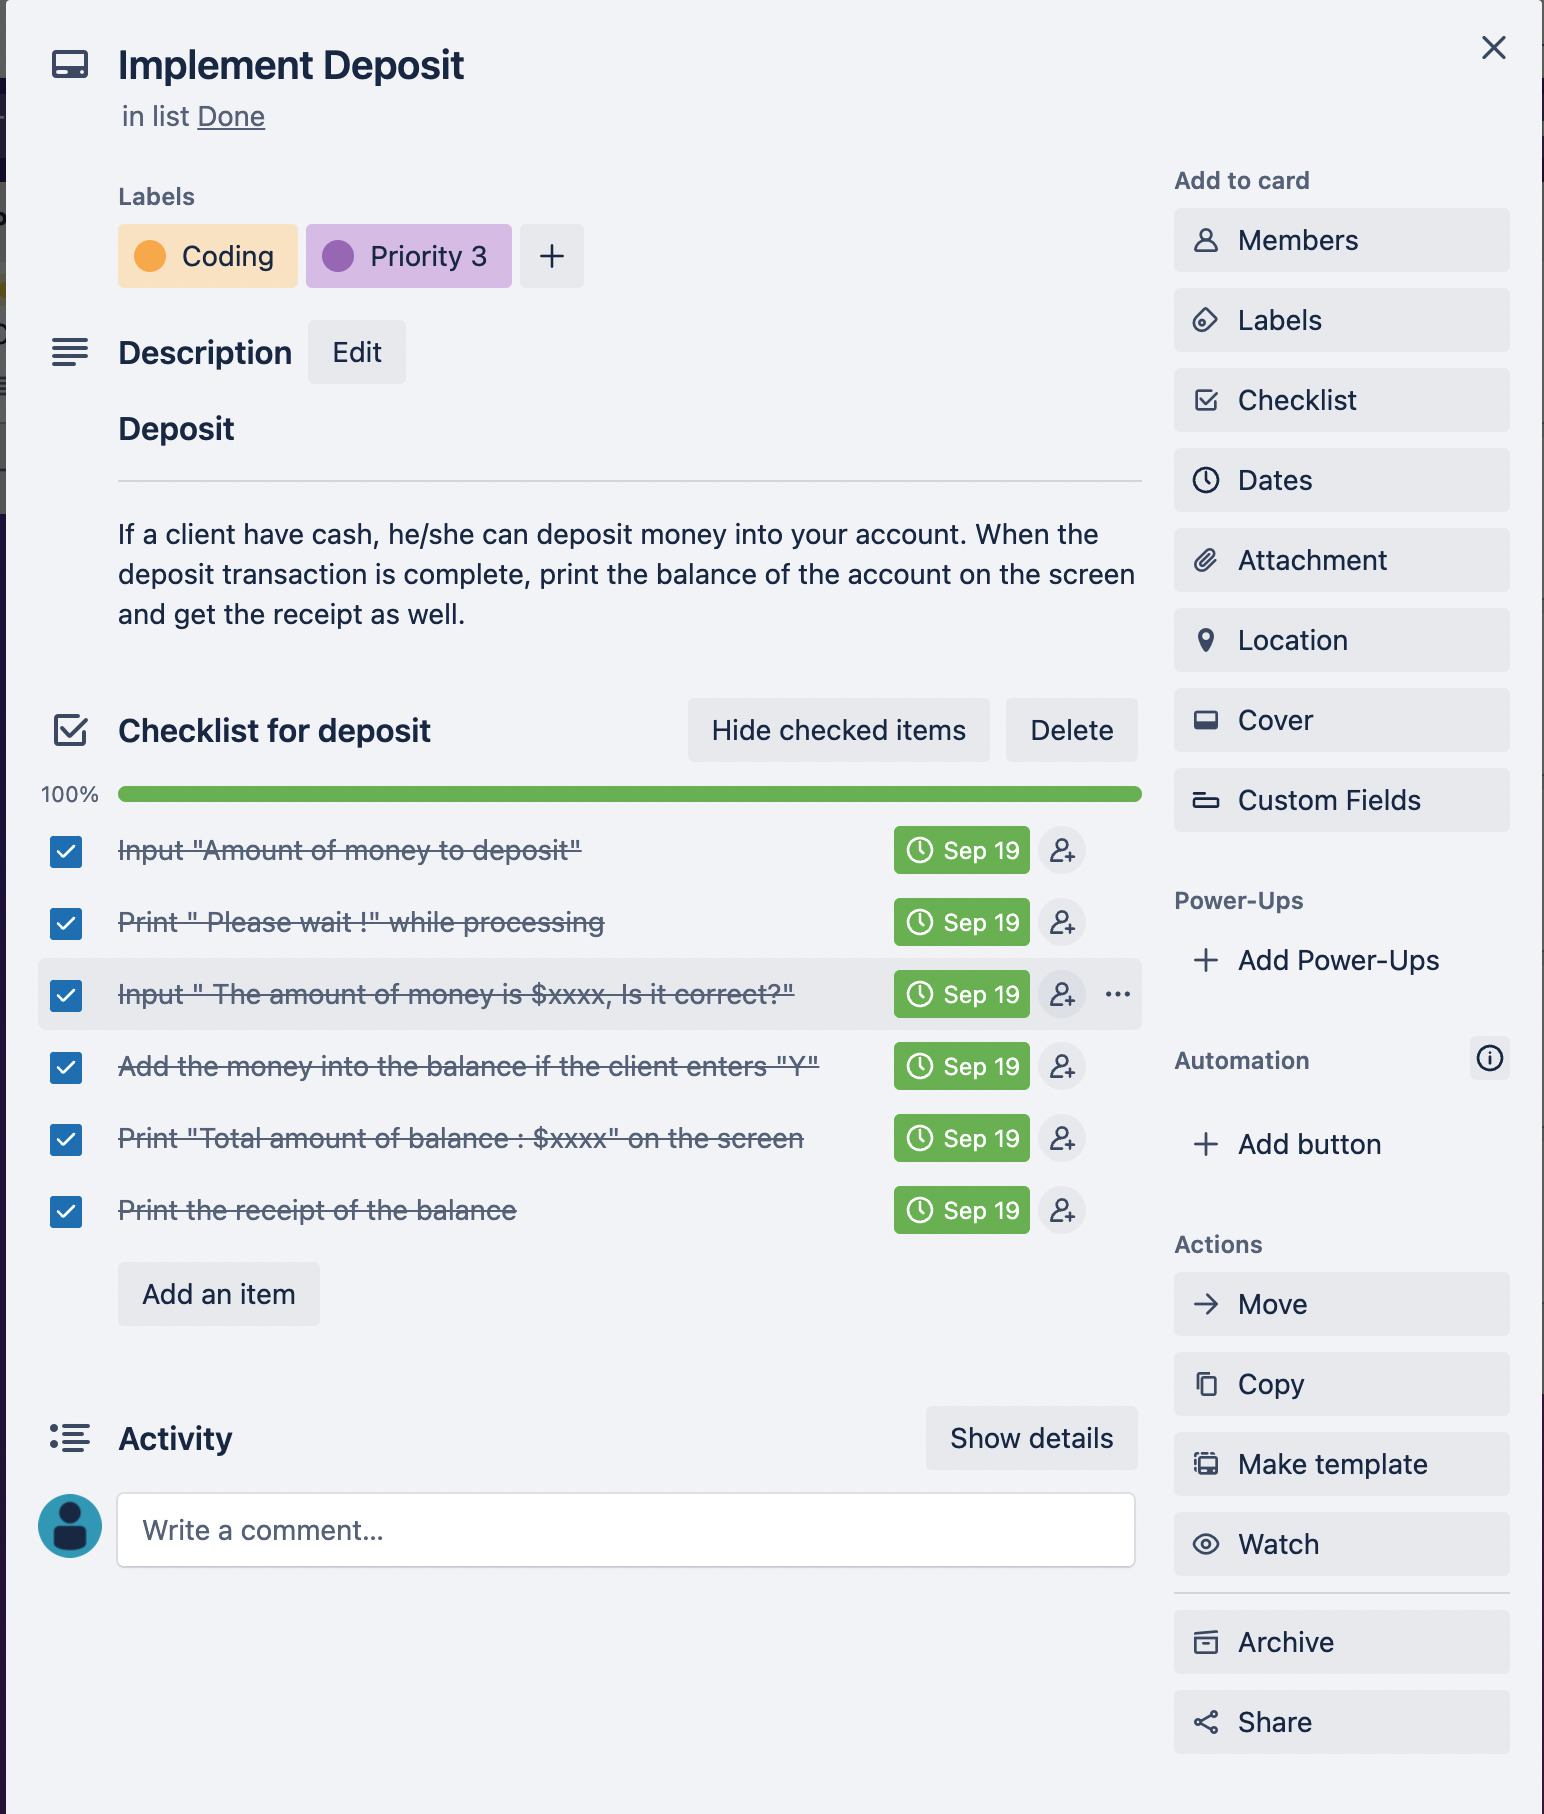 Implement Deposit
in list Done
Labels
Coding
Priority 3
Description
Edit
Deposit
If a client have cash, he/she can deposit money into your account. When the
deposit transaction is complete, print the balance of the account on the screen
and get the receipt as well.
Checklist for deposit
Hide checked items
Delete
100%
Input "Amount of money to deposit"
Sep 19
Print " Please wait !" while processing
Sep 19
Input " The amount of money is $xxxx, Is it correct?"
Sep 19
Add the money into the balance if the client enters "Y"
Sep 19
Print "Total amount of balance : $xxxx" on the screen
Sep 19
Print the receipt of the balance
Sep 19
Add an item
Activity
Show details
Write a comment...
Add to card
Members
Labels
Checklist
Dates
Attachment
Location
Cover
Custom Fields
Power-Ups
Add Power-Ups
Automation
Add button
Actions
Move
Copy
Make template
Watch
Archive
Share